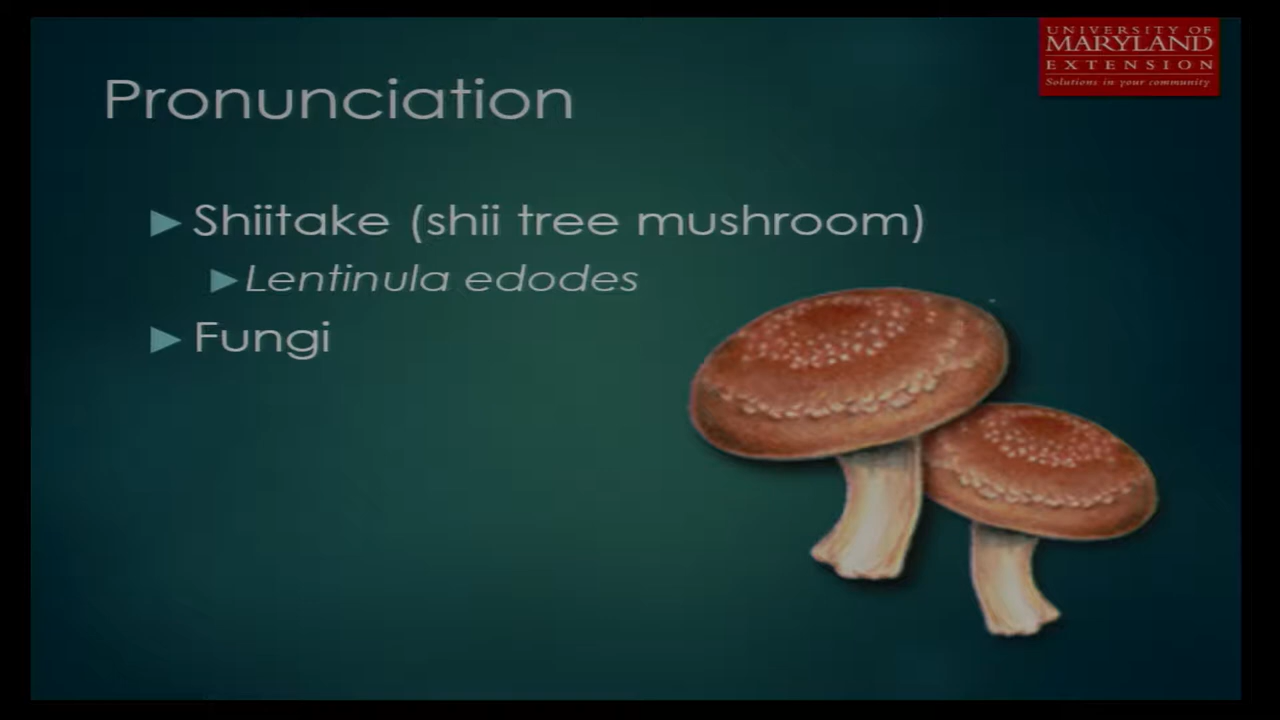 UNIVERSITY OF
MARYLAND
EXTENSION
Solutions in your community
Pronunciation
Shiitake (shii tree mushroom)
Lentinula edodes
Fungi